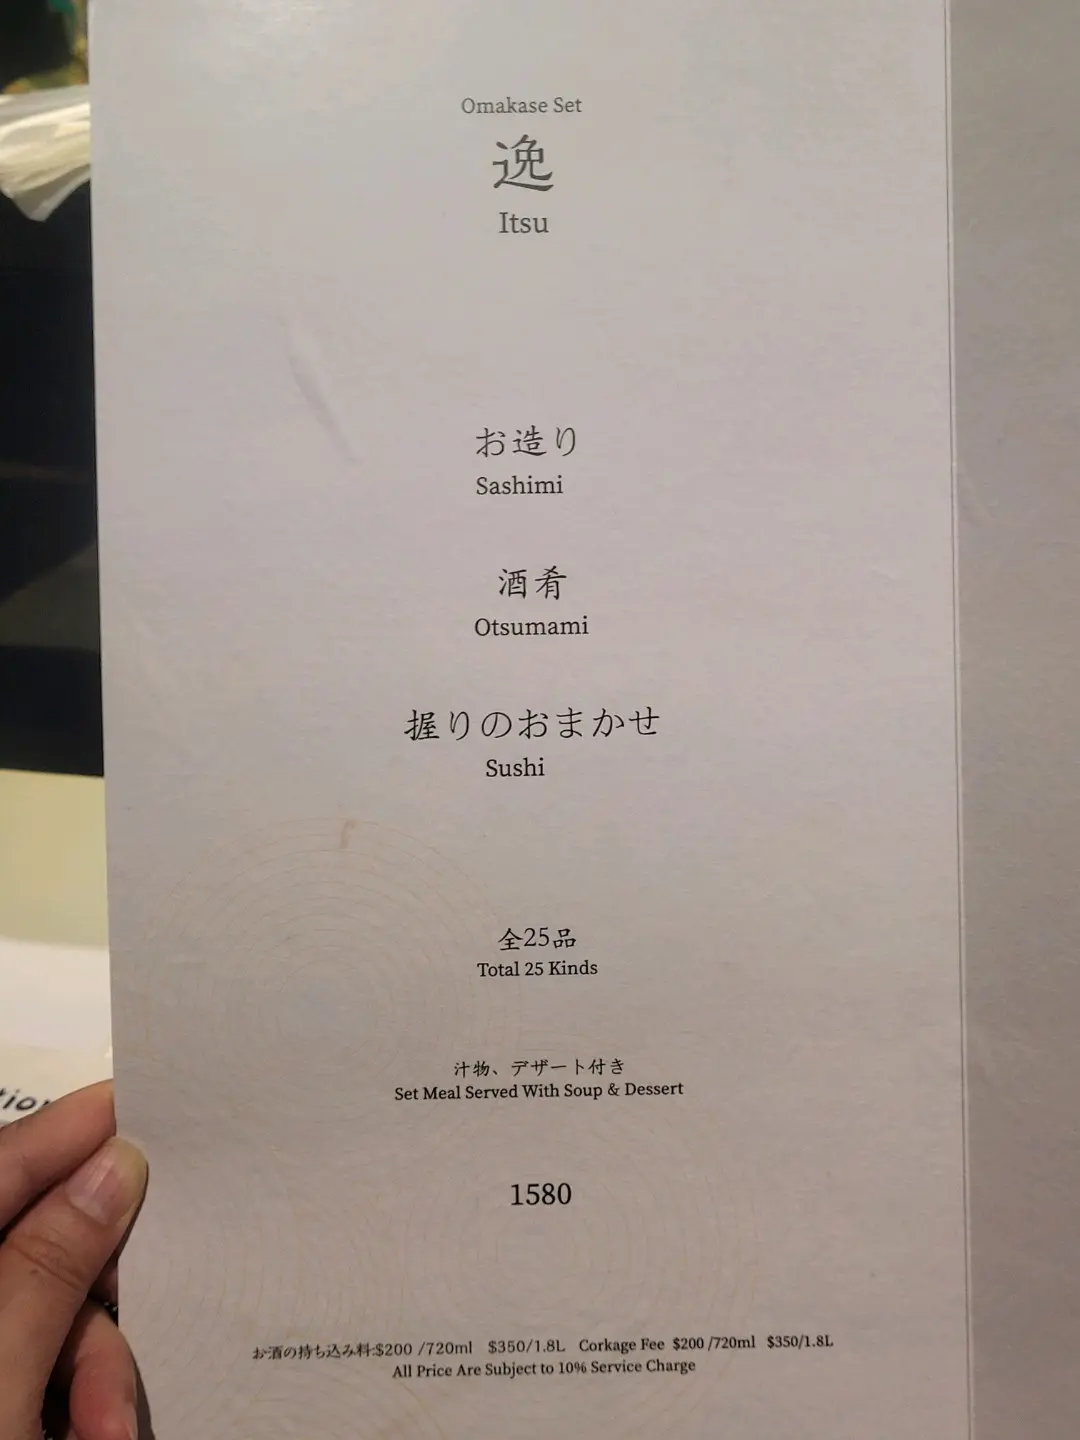 Omakase Set
逸
Itsu
お造り
Sashimi
酒肴
Otsumami
握りのおまかせ
Sushi
全25品
Total 25 Kinds
汁物、デザート付き
Set Meal Served With Soup & Dessert
1580
お酒の持ち込み料:$200 /720ml $350/1.8L Corkage Fee $200 /720ml $350/1.8L
All Price Are Subject to 10% Service Charge